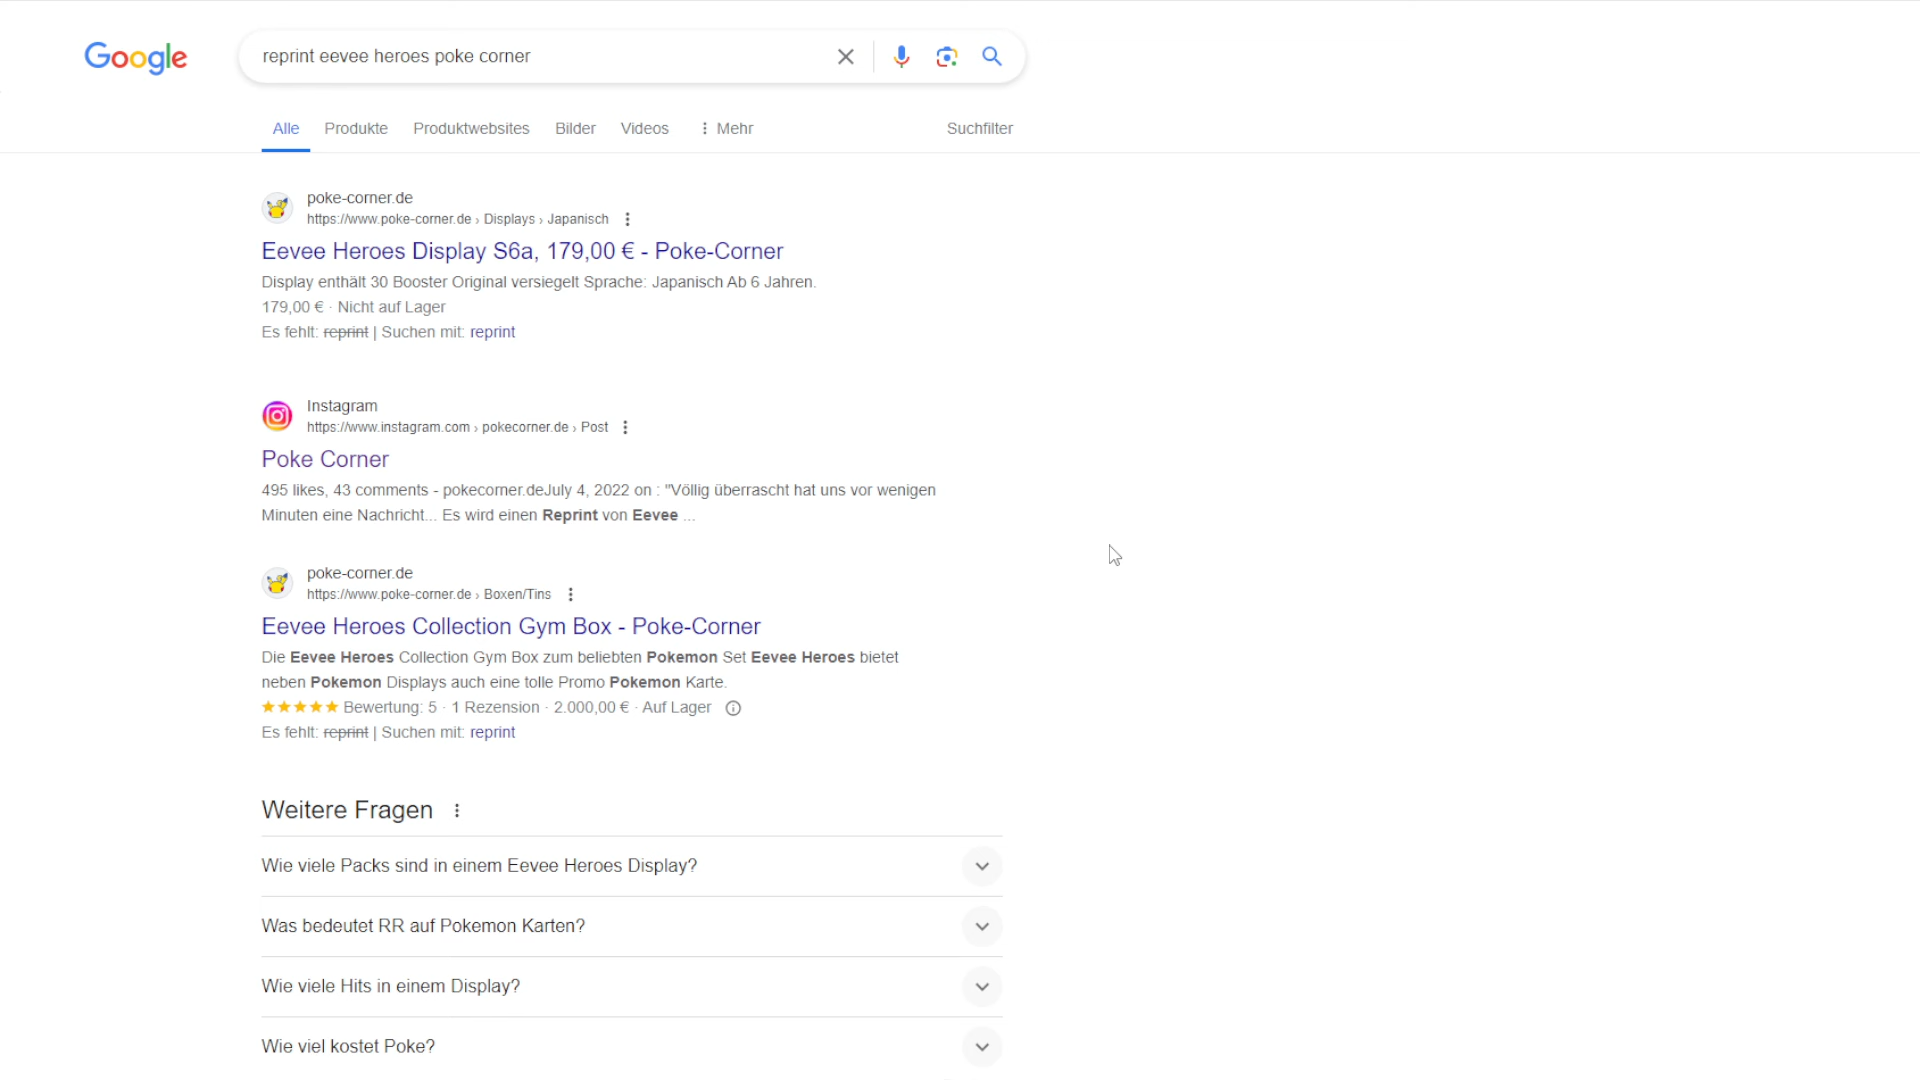 Google
reprint eevee heroes poke corner
Alle Produkte Produktwebsites Bilder Videos Mehr Suchfilter
poke-corner.de
https://www.poke-corner.de › Displays › Japanisch
Eevee Heroes Display S6a, 179,00 € - Poke-Corner
Display enthält 30 Booster Original versiegelt Sprache: Japanisch Ab 6 Jahren.
179,00 € · Nicht auf Lager
Es fehlt: reprint | Suchen mit: reprint
Instagram
https://www.instagram.com › pokecorner.de › Post
Poke Corner
495 likes, 43 comments - pokecorner.deJuly 4, 2022 on : "Völlig überrascht hat uns vor wenigen
Minuten eine Nachricht... Es wird einen Reprint von Eevee ...
poke-corner.de
https://www.poke-corner.de › Boxen/Tins
Eevee Heroes Collection Gym Box - Poke-Corner
Die Eevee Heroes Collection Gym Box zum beliebten Pokemon Set Eevee Heroes bietet
neben Pokemon Displays auch eine tolle Promo Pokemon Karte.
★★★★★ Bewertung: 5 · 1 Rezension · 2.000,00 € · Auf Lager
Es fehlt: reprint | Suchen mit: reprint
Weitere Fragen
Wie viele Packs sind in einem Eevee Heroes Display?
Was bedeutet RR auf Pokemon Karten?
Wie viele Hits in einem Display?
Wie viel kostet Poke?